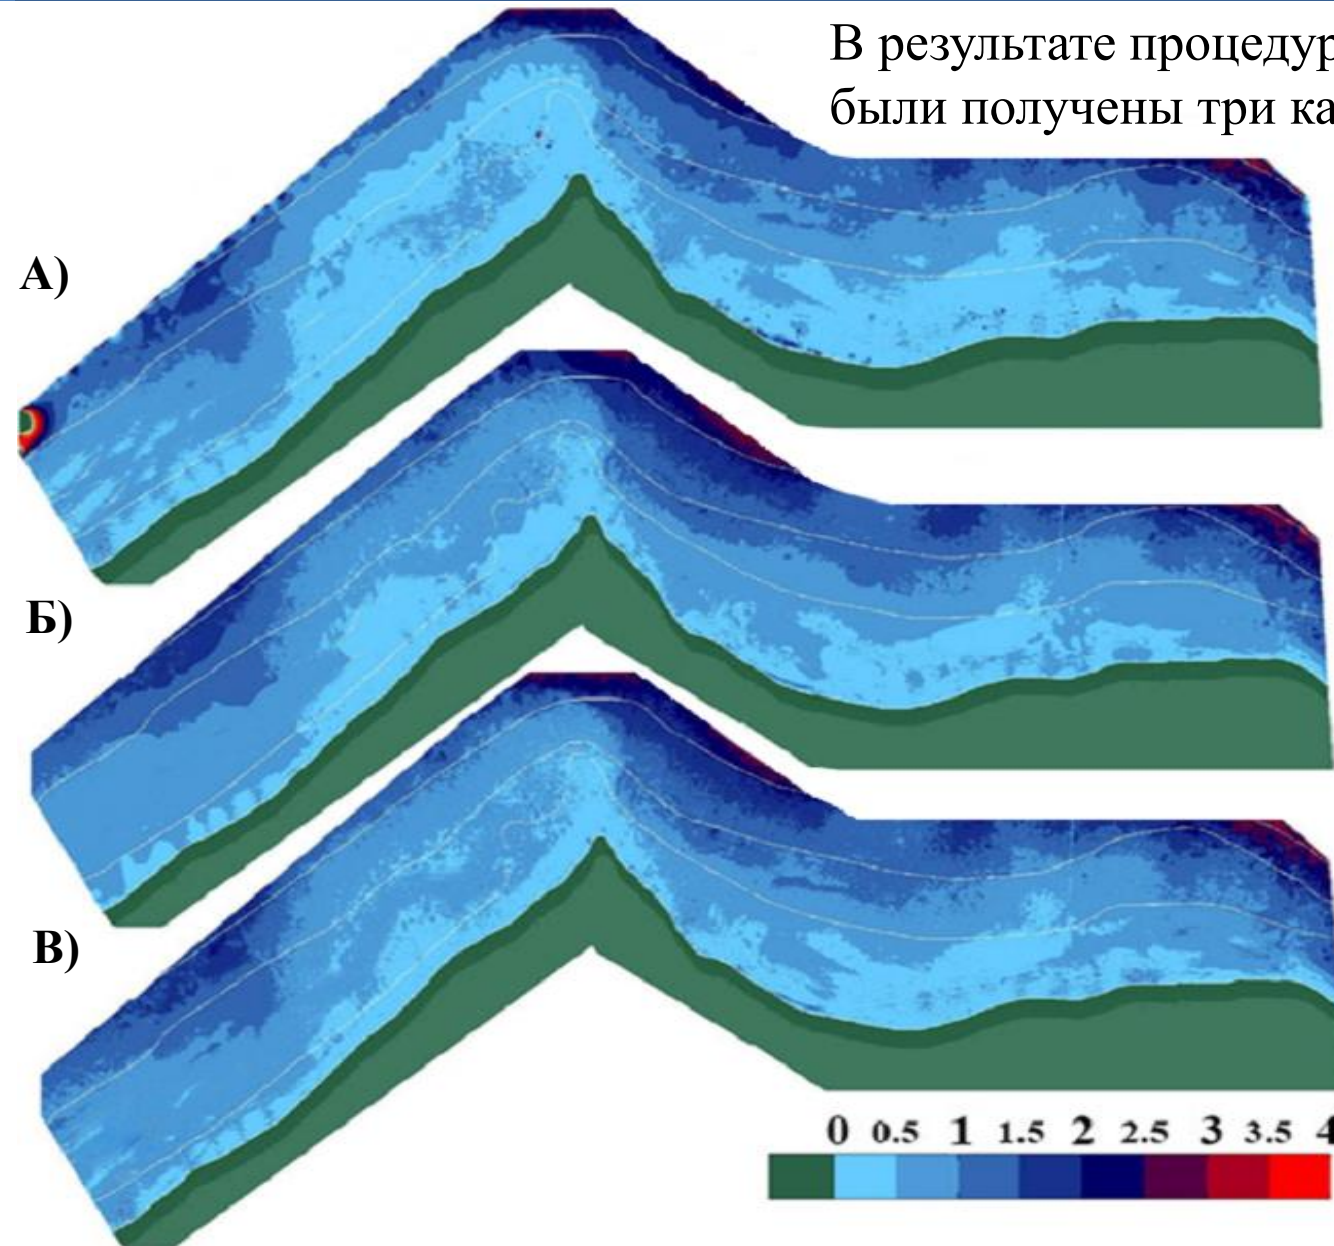 В результате процедур
были получены три ка
А)
Б)
В)
0 0.5 1 1.5 2 2.5 3 3.5 4